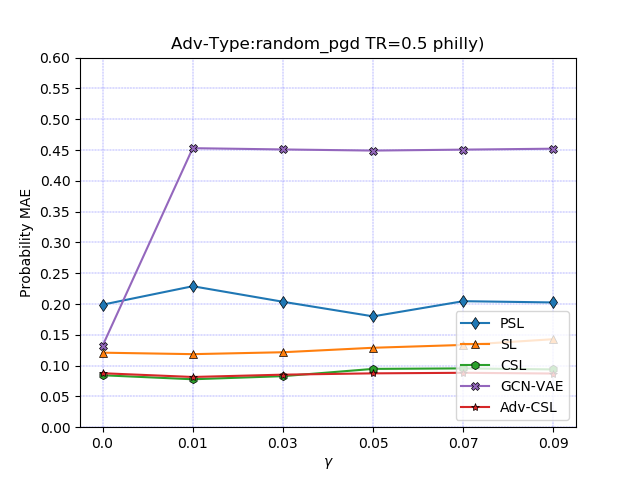 Adv-Type:random_pgd TR=0.5 philly)
Probability MAE
0.60
0.55
0.50
0.45
0.40
0.35
0.30
0.25
0.20
0.15
0.10
0.05
0.00
PSL
SL
CSL
GCN-VAE
Adv-CSL
0.0 0.01 0.03 0.05 0.07 0.09
γ